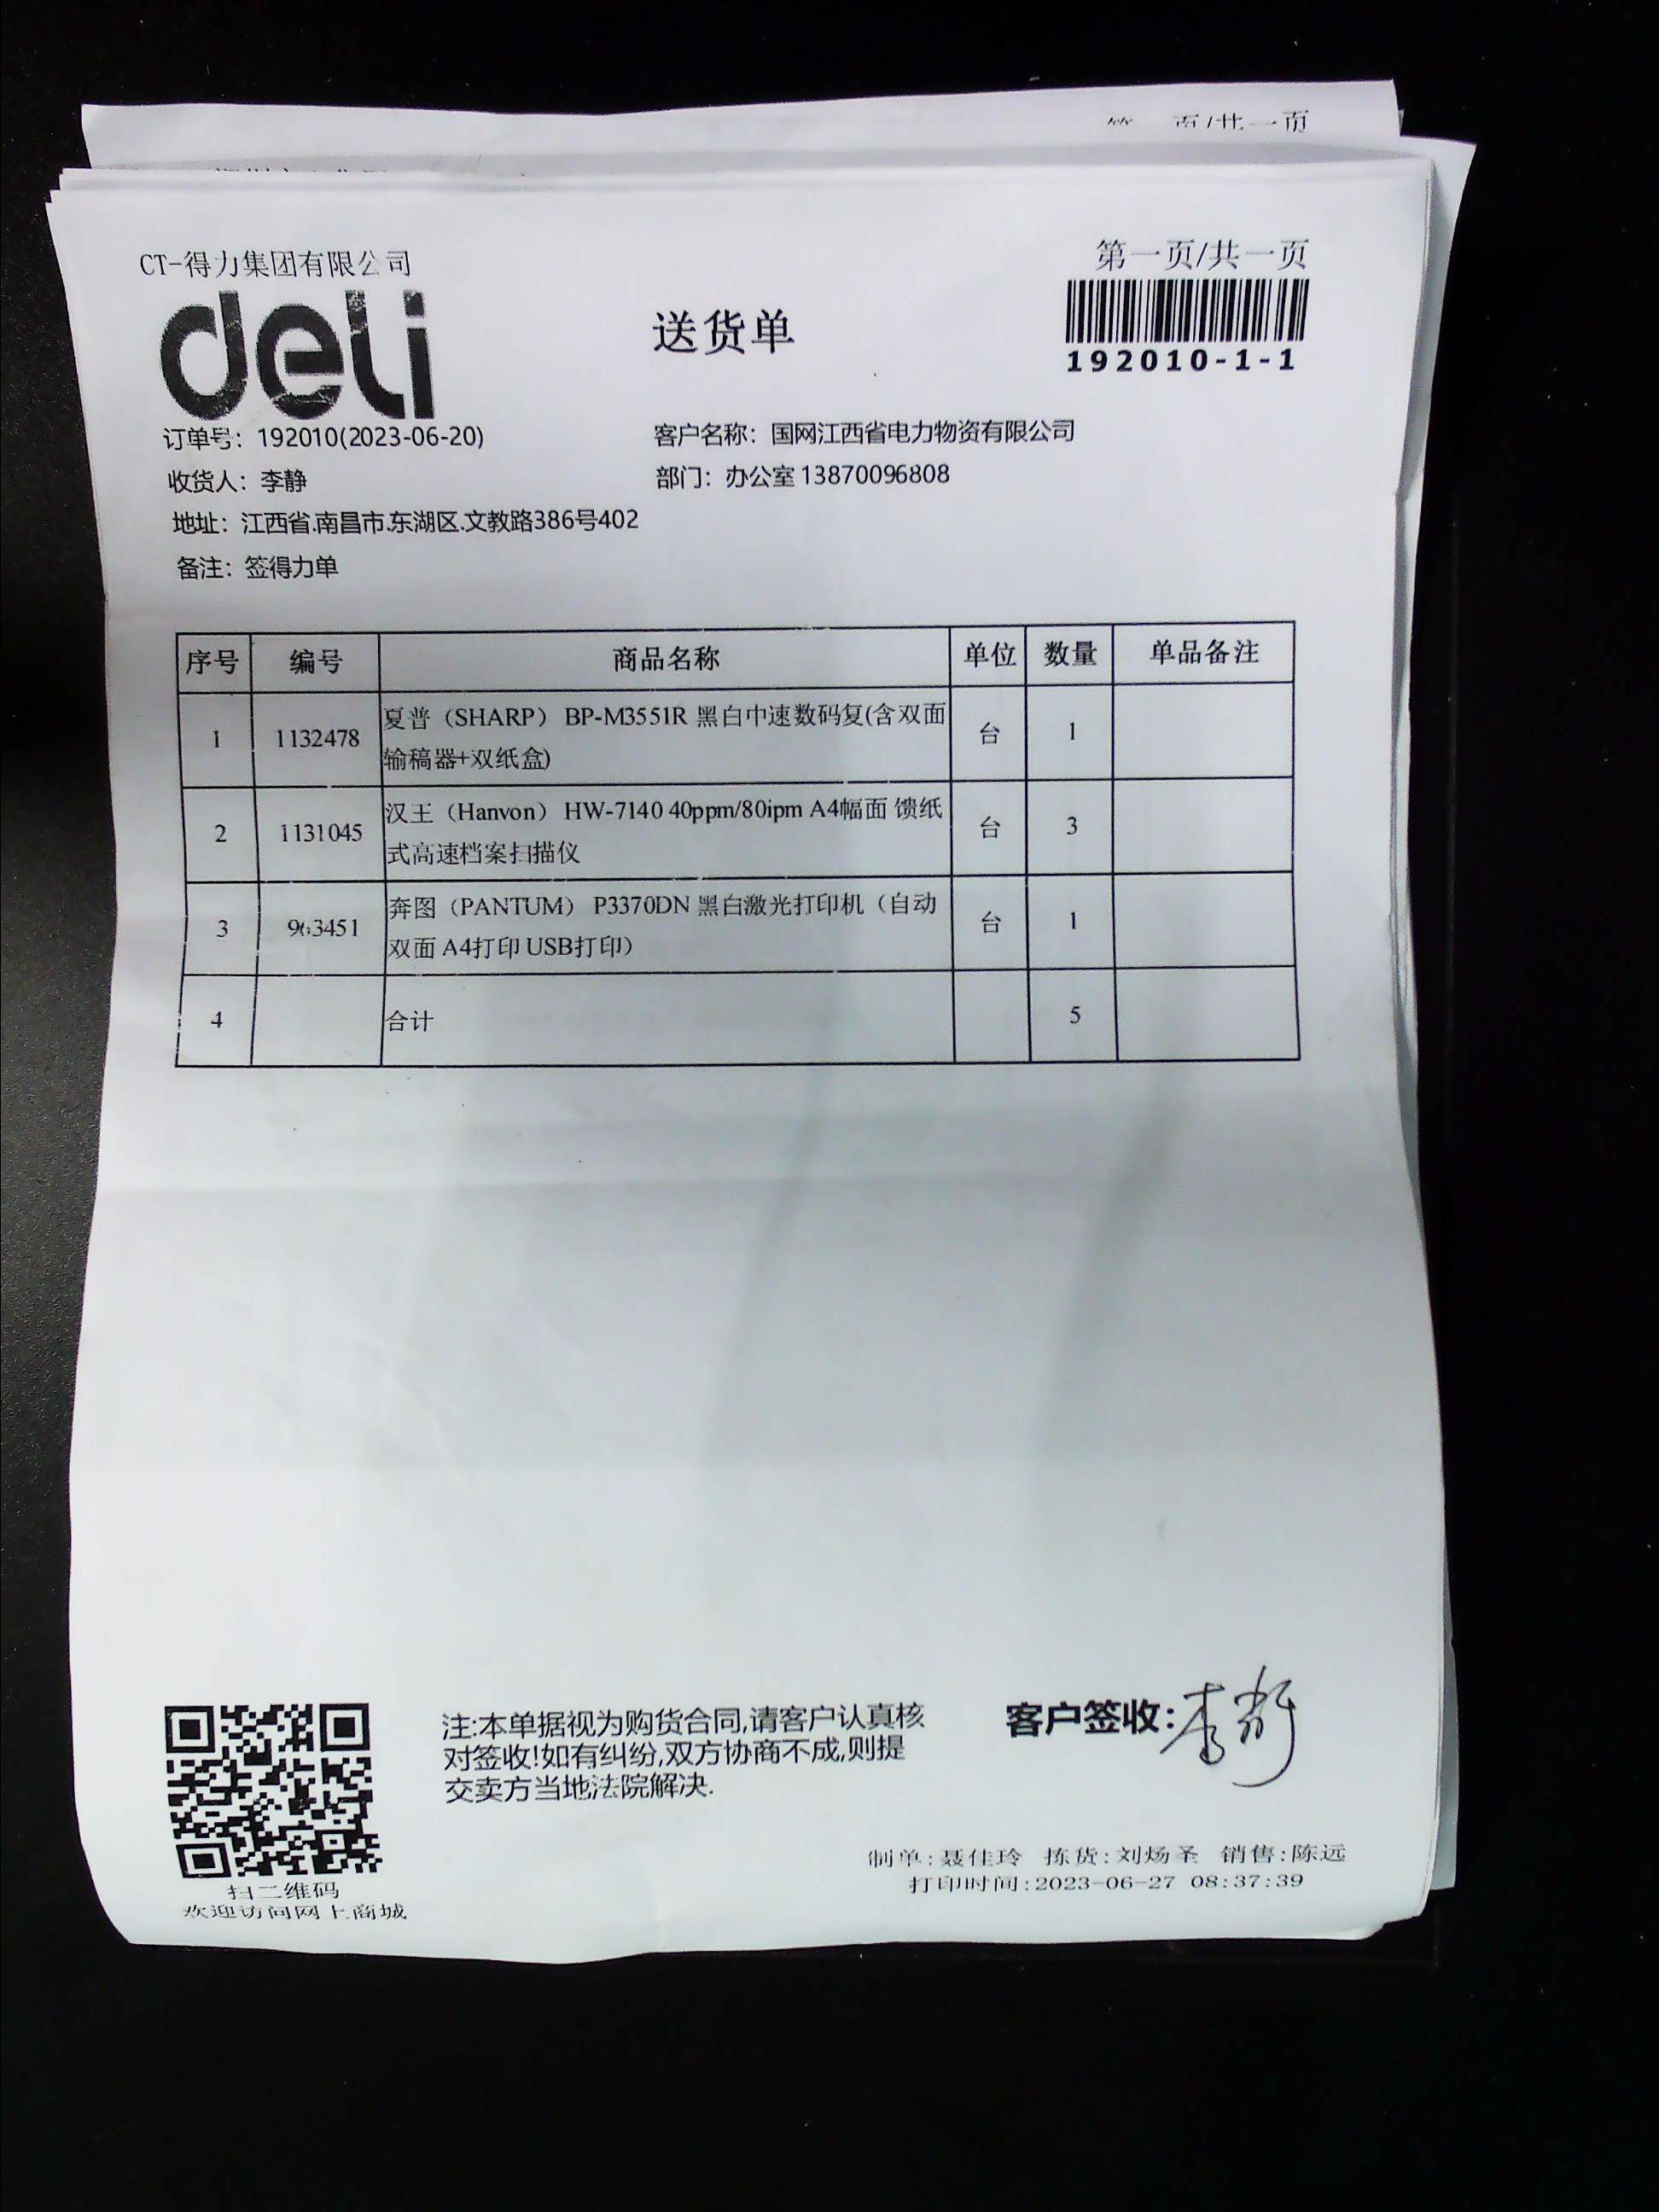 页/共一页
CT-得力集团有限公司
第一页/共一页
deli
送货单
192010-1-1
订单号：192010(2023-06-20)
客户名称：国网江西省电力物资有限公司
收货人：李静
部门：办公室 13870096808
地址：江西省.南昌市.东湖区.文教路386号402
备注：签得力单
序号 编号 商品名称 单位 数量 单品备注
1 1132478 夏普（SHARP） BP-M3551R 黑白中速数码复(含双面
输稿器+双纸盒) 台 1
2 1131045 汉王（Hanvon） HW-7140 40ppm/80ipm A4幅面 馈纸
式高速档案扫描仪 台 3
3 963451 奔图（PANTUM） P3370DN 黑白激光打印机（自动
双面 A4打印 USB打印） 台 1
4 合计 5
注:本单据视为购货合同,请客户认真核
对签收!如有纠纷,双方协商不成,则提
交卖方当地法院解决.
客户签收:李静
制单:聂佳玲 拣货:刘炀圣 销售:陈远
打印时间:2023-06-27 08:37:39
扫二维码
欢迎访问网上商城